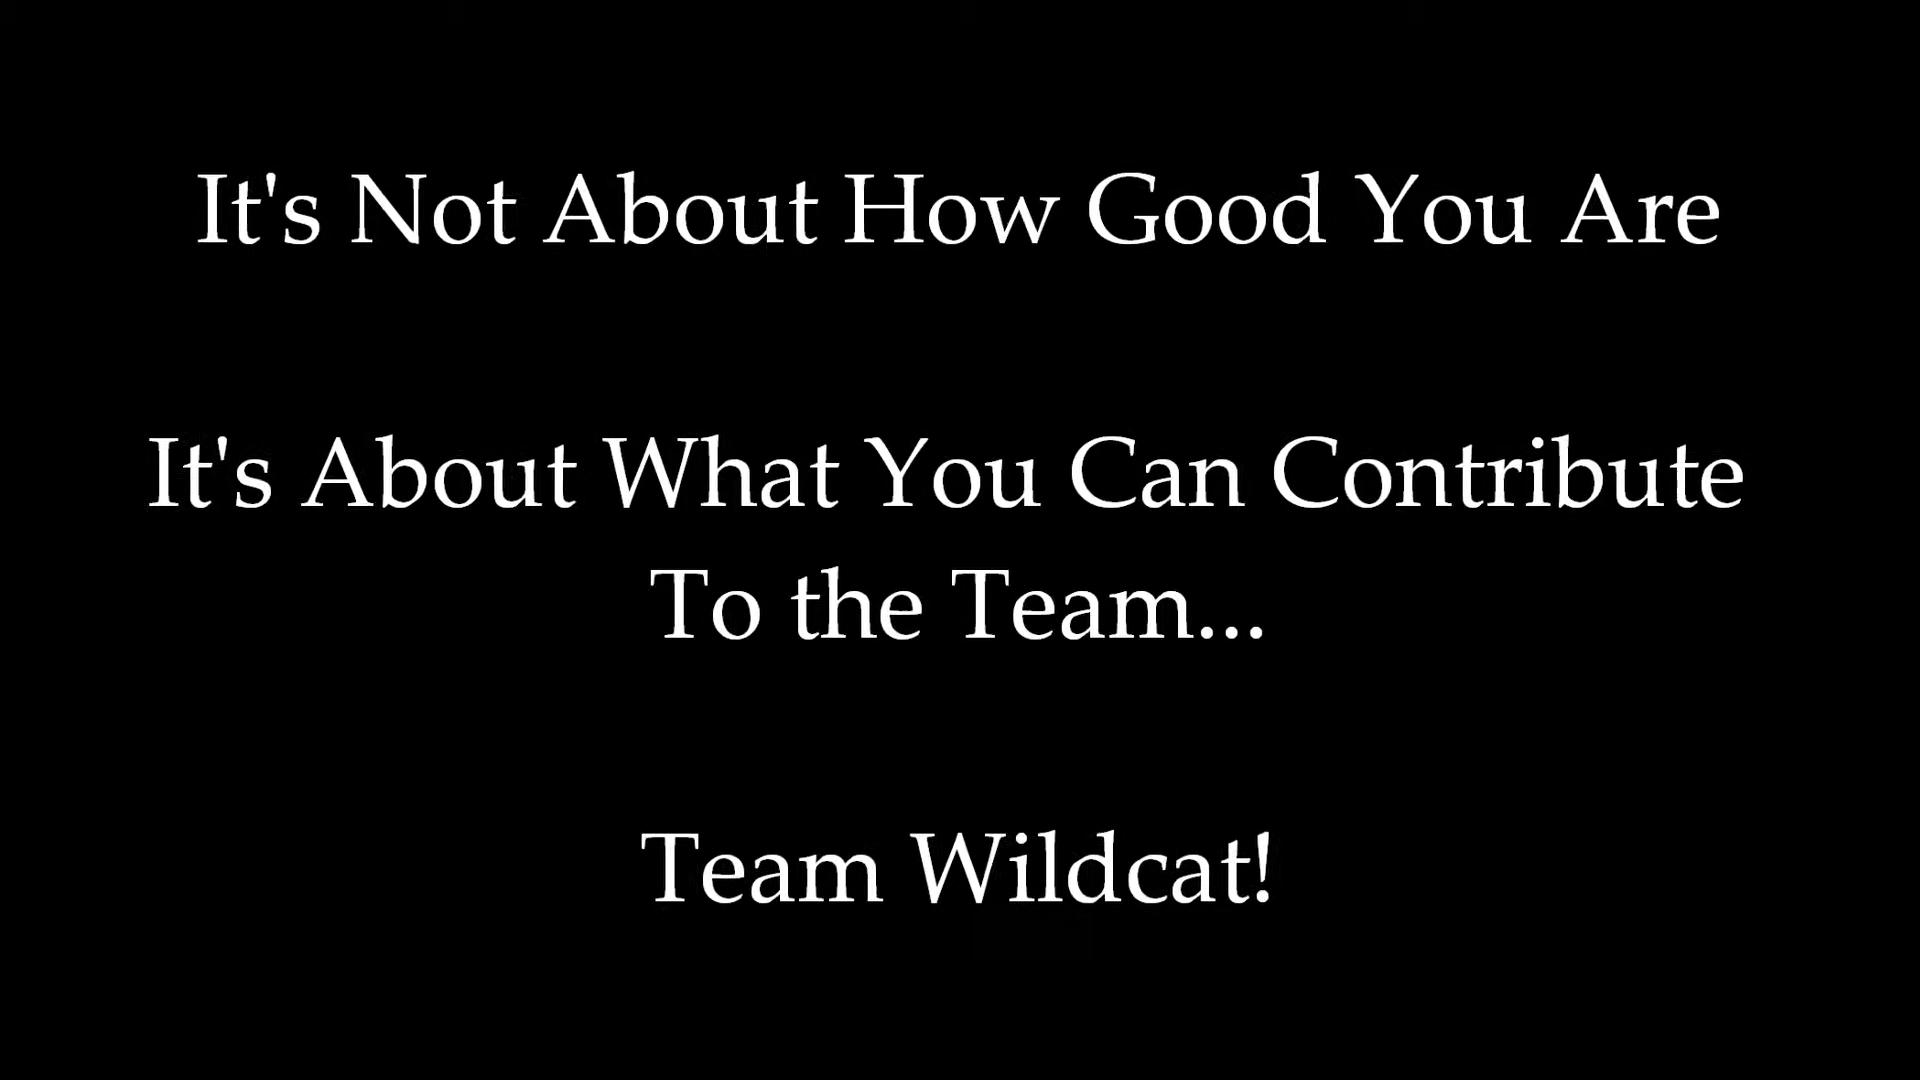 It's Not About How Good You Are
It's About What You Can Contribute
To the Team...
Team Wildcat!